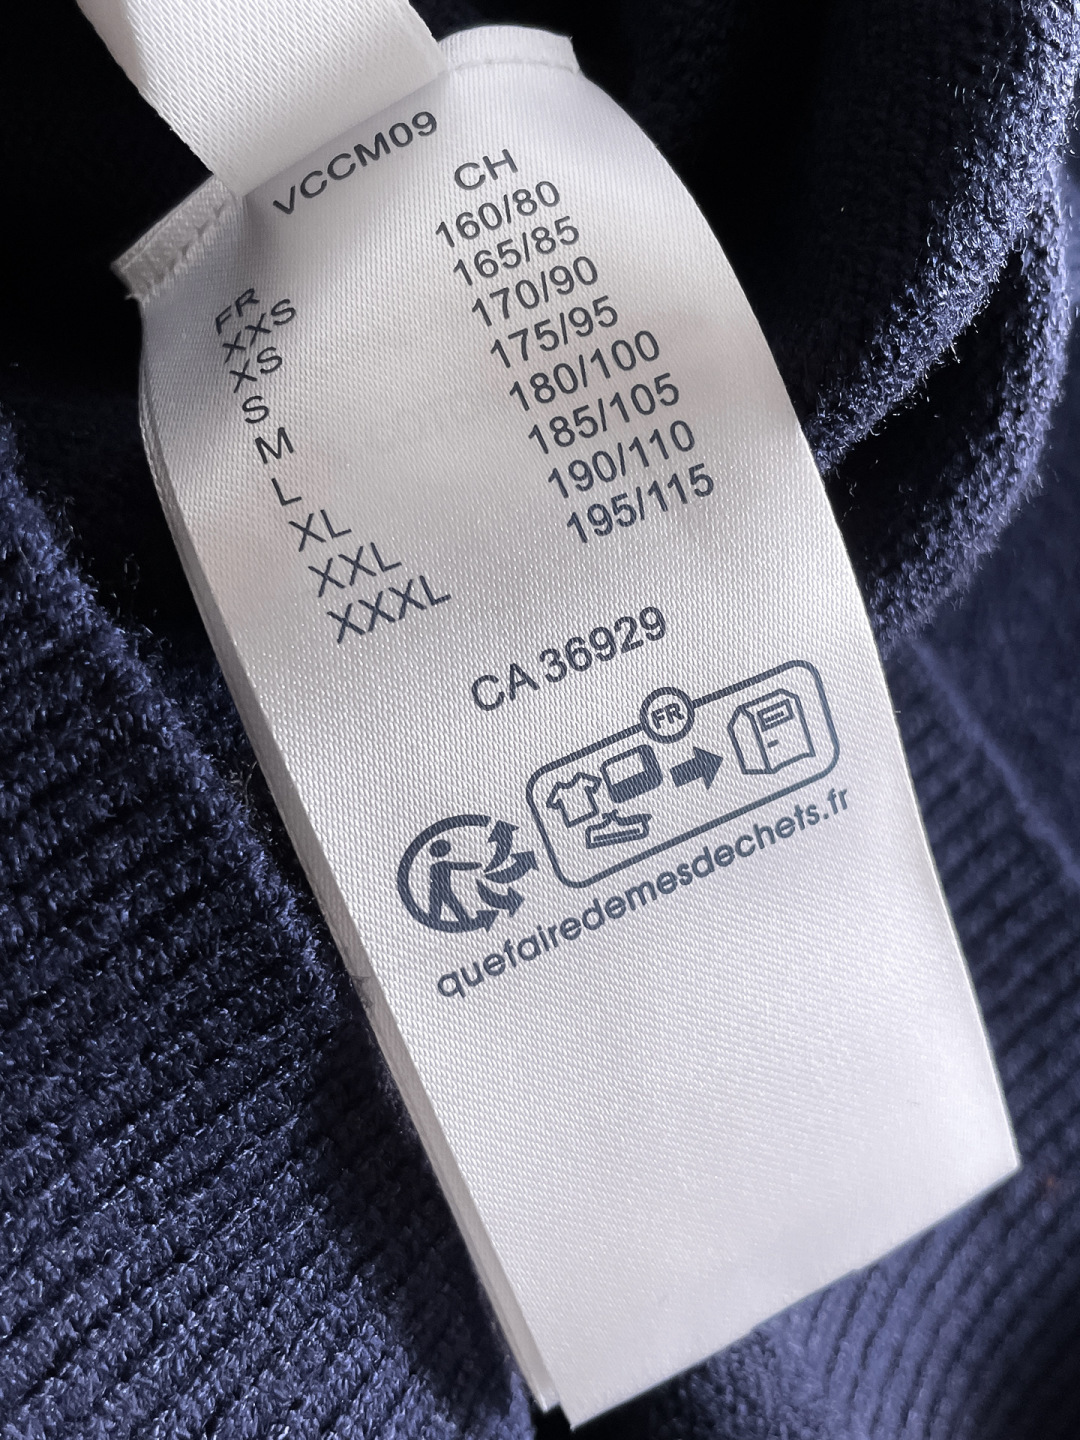 VCCM09
FR CH
XXS 160/80
XS 165/85
S 170/90
M 175/95
L 180/100
XL 185/105
XXL 190/110
XXXL 195/115
CA 36929
FR
quefairedemesdechets.fr